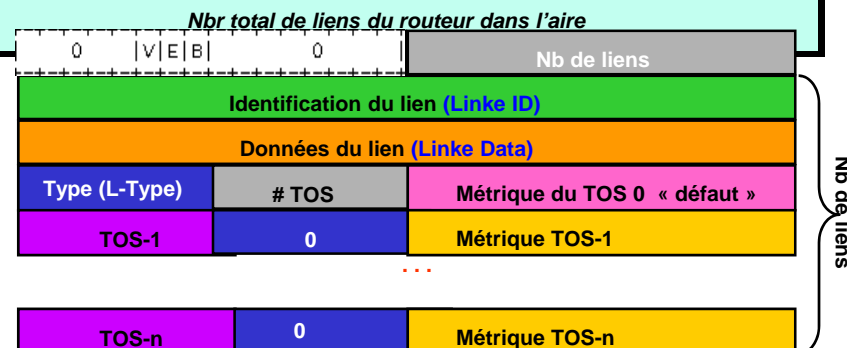 Nbr total de liens du routeur dans l'aire
0 |V|E|B| 0 | Nb de liens
Identification du lien (Linke ID)
Données du lien (Linke Data)
Type (L-Type) # TOS Métrique du TOS 0 « défaut »
TOS-1 0 Métrique TOS-1
. . .
TOS-n 0 Métrique TOS-n
Nb de liens